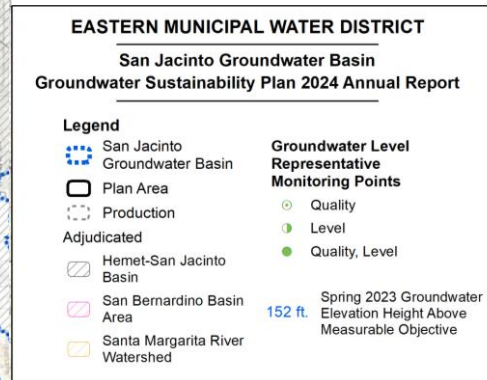 EASTERN MUNICIPAL WATER DISTRICT
San Jacinto Groundwater Basin
Groundwater Sustainability Plan 2024 Annual Report
Legend
San Jacinto
Groundwater Basin
Plan Area
Production
Adjudicated
Hemet-San Jacinto
Basin
San Bernardino Basin
Area
Santa Margarita River
Watershed
Groundwater Level
Representative
Monitoring Points
Quality
Level
Quality, Level
152 ft.
Spring 2023 Groundwater
Elevation Height Above
Measurable Objective